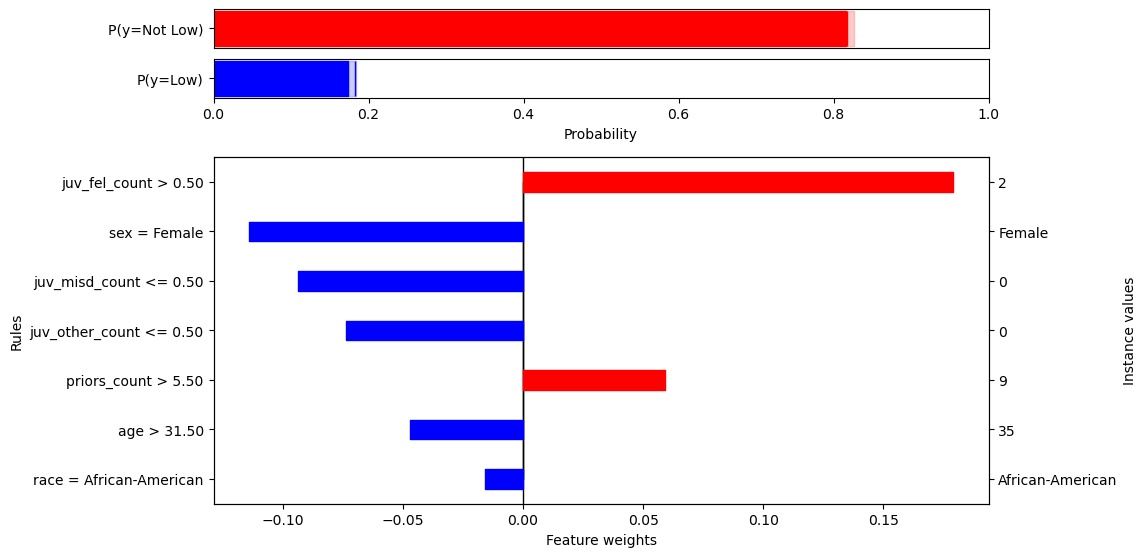 P(y=Not Low)
P(y=Low)
0.0 0.2 0.4 0.6 0.8 1.0
Probability
juv_fel_count > 0.50 2
sex = Female Female
juv_misd_count <= 0.50 0
juv_other_count <= 0.50 0
priors_count > 5.50 9
age > 31.50 35
race = African-American African-American
Rules
Instance values
−0.10 −0.05 0.00 0.05 0.10 0.15
Feature weights